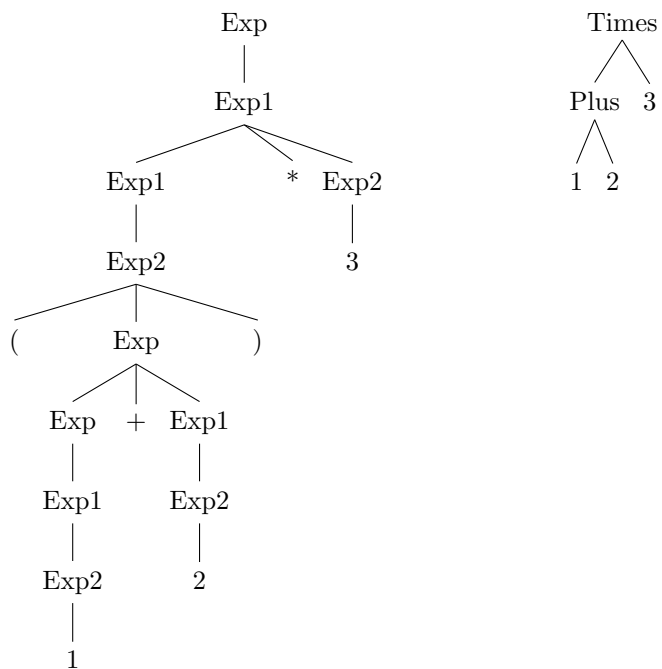 Exp Times
Exp1 Plus 3
Exp1 * Exp2 1 2
Exp2 3
( Exp )
Exp + Exp1
Exp1 Exp2
Exp2 2
1